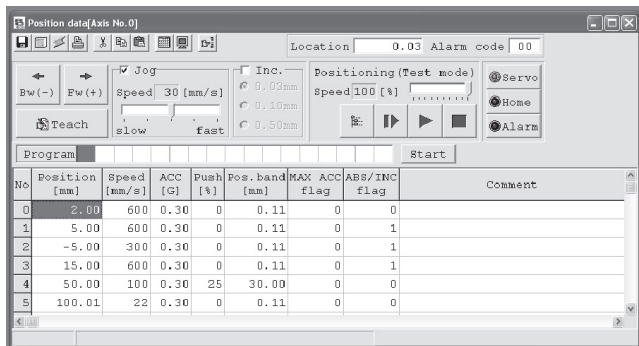 Position data[Axis No.0]
Location 0.03 Alarm code 00
Bw(-) Fw(+)
Teach
Jog
Speed 30 [mm/s]
slow fast
Inc.
0.03mm
0.10mm
0.50mm
Positioning(Test mode)
Speed 100 [%]
Servo
Home
Alarm
Program Start
No Position [mm] Speed [mm/s] ACC [G] Push [%] Pos.band [mm] MAX ACC flag ABS/INC flag Comment
0 2.00 600 0.30 0 0.11 0 0
1 5.00 600 0.30 0 0.11 0 1
2 -5.00 300 0.30 0 0.11 0 1
3 15.00 600 0.30 0 0.11 0 1
4 50.00 100 0.30 25 30.00 0 0
5 100.01 22 0.30 0 0.11 0 0